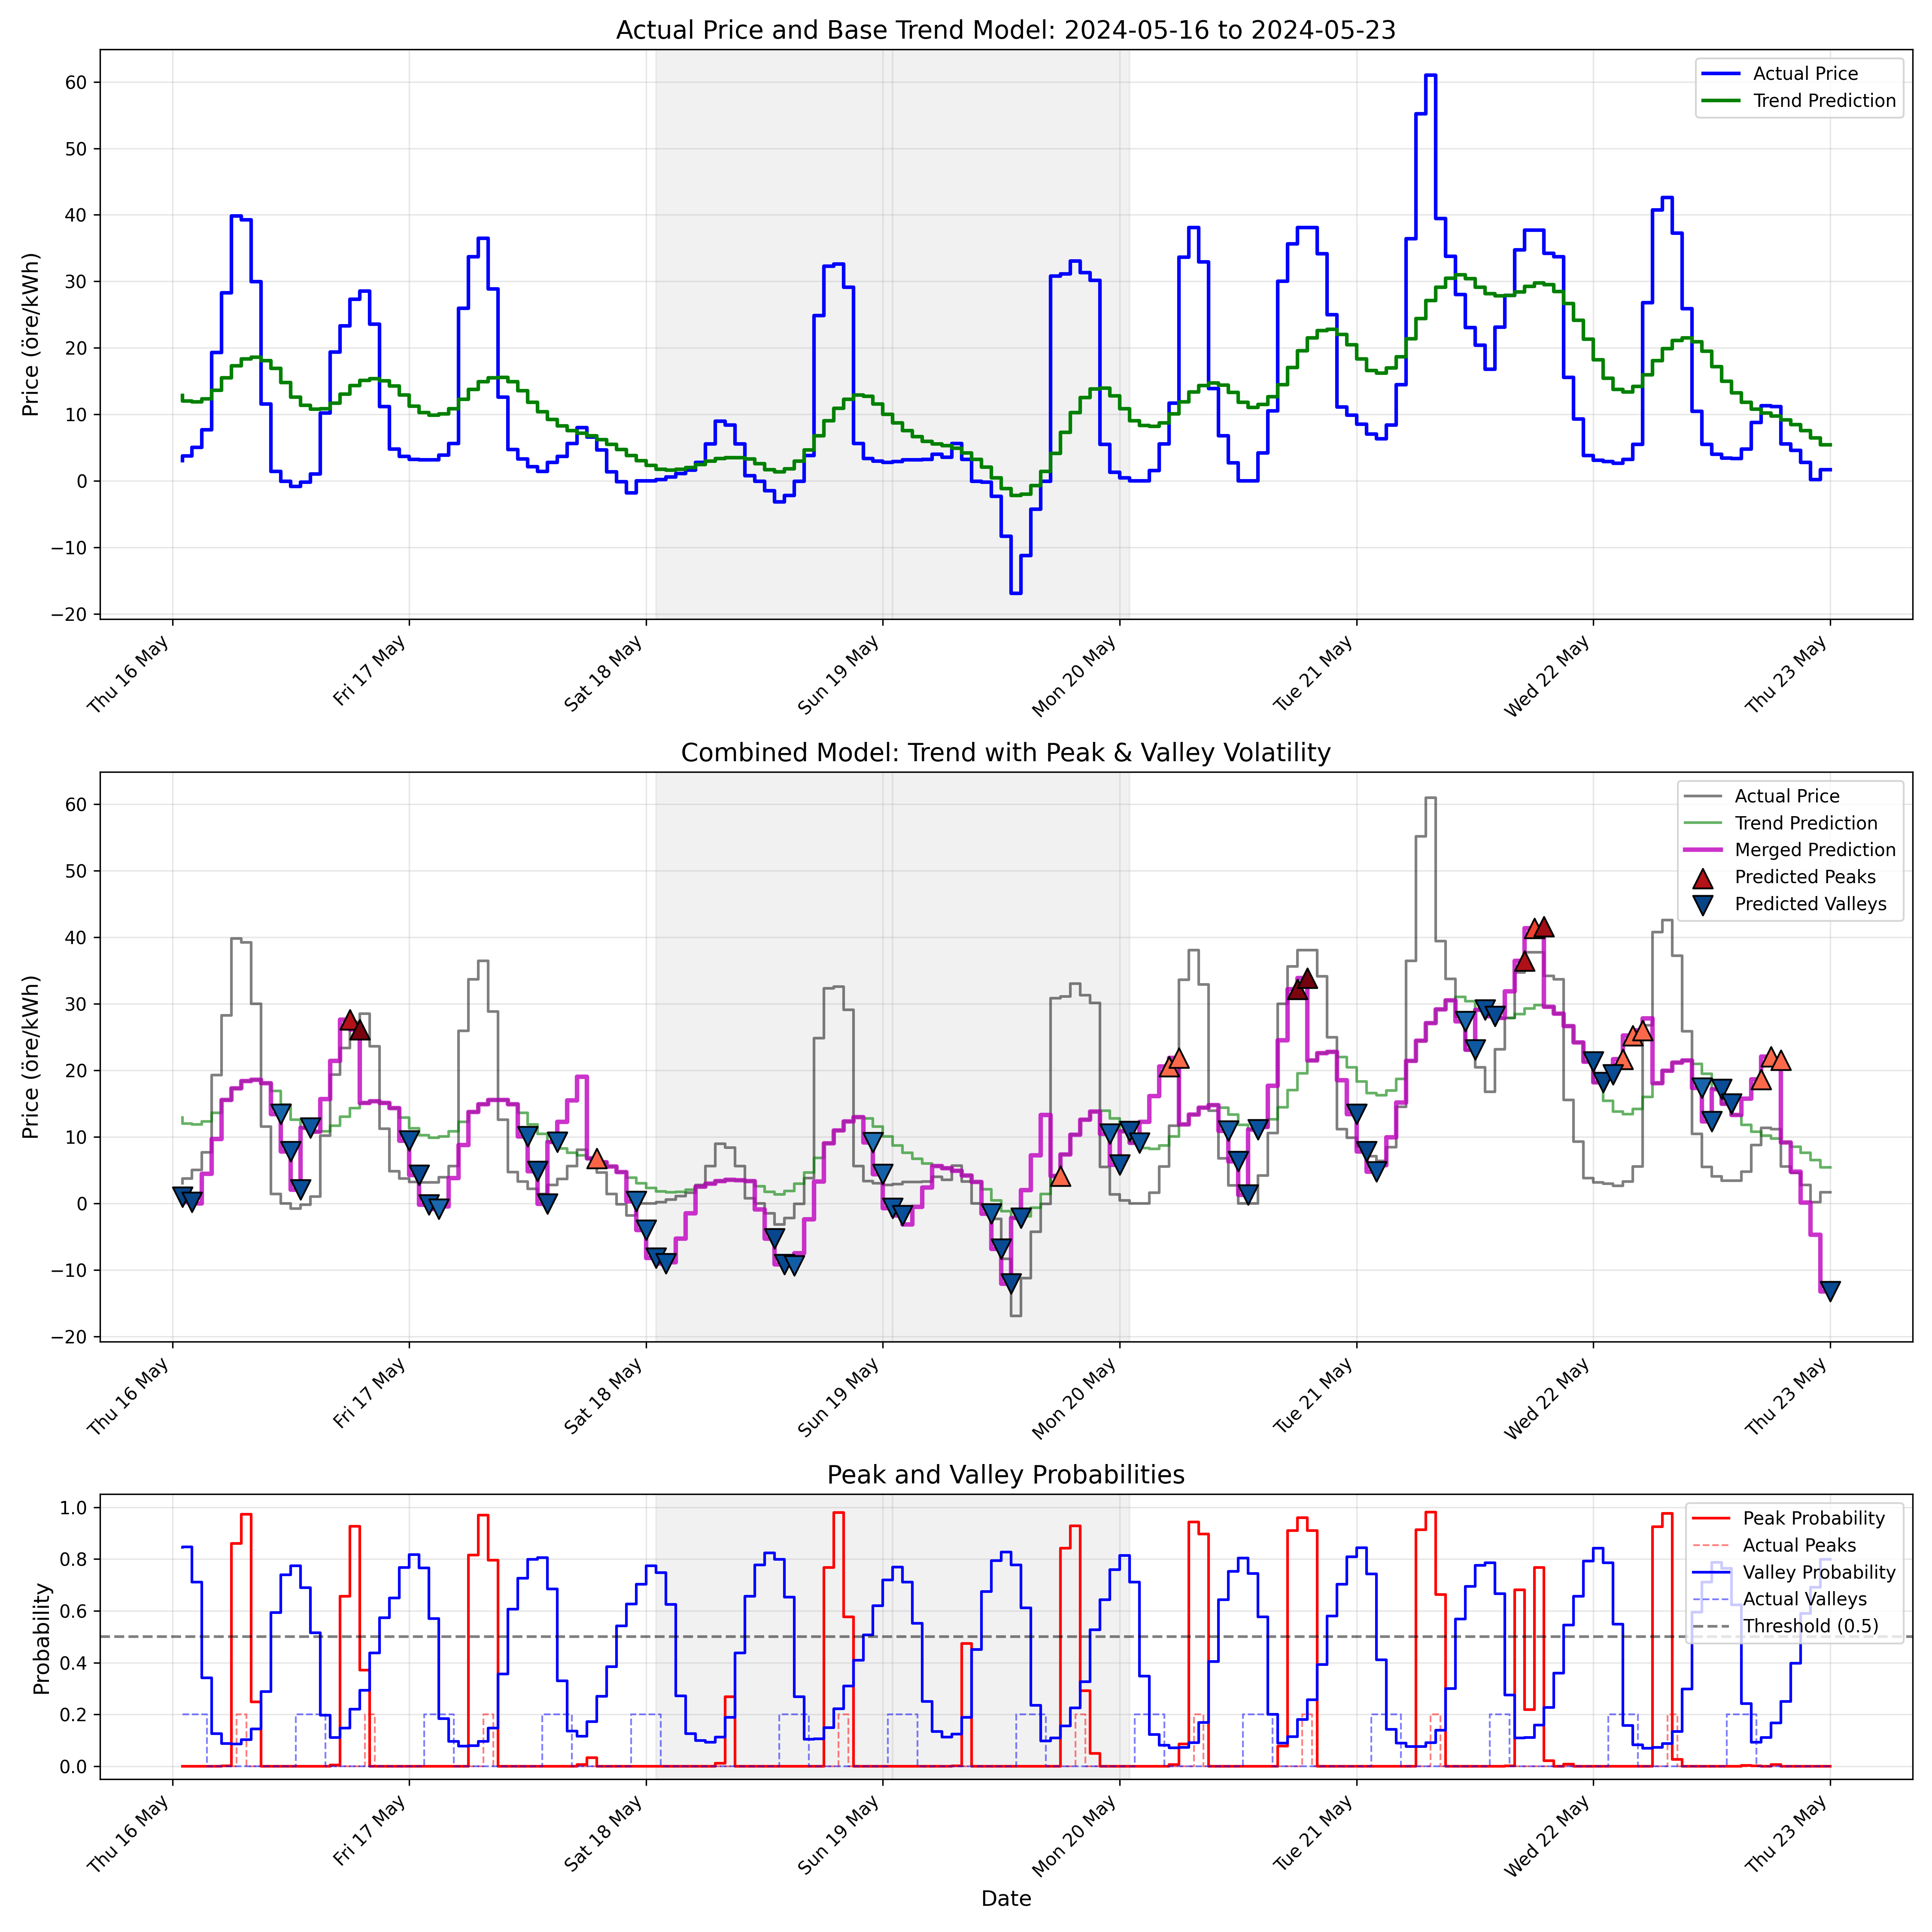 Actual Price and Base Trend Model: 2024-05-16 to 2024-05-23
Price (öre/kWh)
60
50
40
30
20
10
0
−10
−20
Actual Price
Trend Prediction
Thu 16 May
Fri 17 May
Sat 18 May
Sun 19 May
Mon 20 May
Tue 21 May
Wed 22 May
Thu 23 May
Combined Model: Trend with Peak & Valley Volatility
Price (öre/kWh)
60
50
40
30
20
10
0
−10
−20
Actual Price
Trend Prediction
Merged Prediction
Predicted Peaks
Predicted Valleys
Thu 16 May
Fri 17 May
Sat 18 May
Sun 19 May
Mon 20 May
Tue 21 May
Wed 22 May
Thu 23 May
Peak and Valley Probabilities
Probability
1.0
0.8
0.6
0.4
0.2
0.0
Peak Probability
Actual Peaks
Valley Probability
Actual Valleys
Threshold (0.5)
Thu 16 May
Fri 17 May
Sat 18 May
Sun 19 May
Mon 20 May
Tue 21 May
Wed 22 May
Thu 23 May
Date